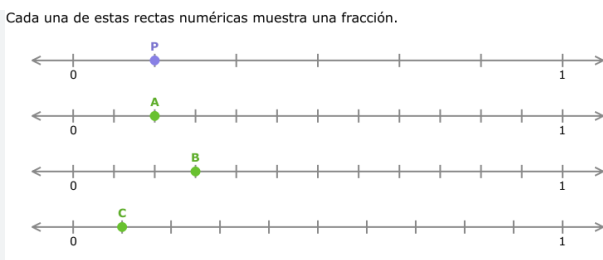 Cada una de estas rectas numéricas muestra una fracción.
P
0 1
A
0 1
B
0 1
C
0 1